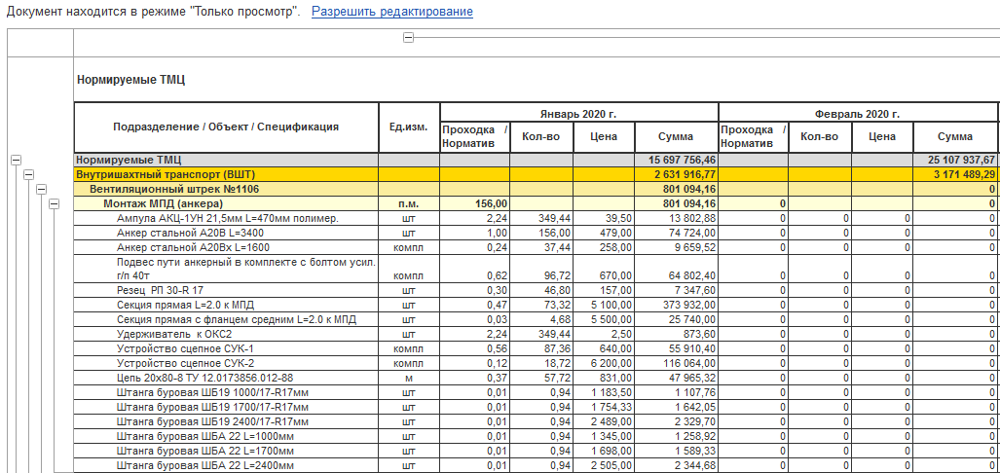 Документ находится в режиме "Только просмотр". Разрешить редактирование
Нормируемые ТМЦ
Подразделение / Объект / Спецификация Ед.изм. Январь 2020 г. Февраль 2020 г.
Проходка / Норматив Кол-во Цена Сумма Проходка / Норматив Кол-во Цена Сумма
Нормируемые ТМЦ 15 697 756,46 25 107 937,67
Внутришахтный транспорт (ВШТ) 2 631 916,77 3 171 489,29
Вентиляционный штрек №1106 801 094,16 0
Монтаж МПД (анкера) п.м. 156,00 801 094,16 0 0
Ампула АКЦ-1УН 21,5мм L=470мм полимер. шт 2,24 349,44 39,50 13 802,88 0 0 0 0
Анкер стальной А20В L=3400 шт 1,00 156,00 479,00 74 724,00 0 0 0 0
Анкер стальной А20Вх L=1600 компл 0,24 37,44 258,00 9 659,52 0 0 0 0
Подвес пути анкерный в комплекте с болтом усил.
г/п 40т компл 0,62 96,72 670,00 64 802,40 0 0 0 0
Резец РП 30-R 17 шт 0,30 46,80 157,00 7 347,60 0 0 0 0
Секция прямая L=2.0 к МПД шт 0,47 73,32 5 100,00 373 932,00 0 0 0 0
Секция прямая с фланцем средним L=2.0 к МПД шт 0,03 4,68 5 500,00 25 740,00 0 0 0 0
Удерживатель к ОКС2 шт 2,24 349,44 2,50 873,60 0 0 0 0
Устройство сцепное СУК-1 компл 0,56 87,36 640,00 55 910,40 0 0 0 0
Устройство сцепное СУК-2 компл 0,12 18,72 6 200,00 116 064,00 0 0 0 0
Цепь 20х80-8 ТУ 12.0173856.012-88 м 0,37 57,72 831,00 47 965,32 0 0 0 0
Штанга буровая ШБ19 1000/17-R17мм шт 0,01 0,94 1 183,50 1 107,76 0 0 0 0
Штанга буровая ШБ19 1700/17-R17мм шт 0,01 0,94 1 754,33 1 642,05 0 0 0 0
Штанга буровая ШБ19 2400/17-R17мм шт 0,01 0,94 2 489,00 2 329,70 0 0 0 0
Штанга буровая ШБА 22 L=1000мм шт 0,01 0,94 1 345,00 1 258,92 0 0 0 0
Штанга буровая ШБА 22 L=1700мм шт 0,01 0,94 1 698,00 1 589,33 0 0 0 0
Штанга буровая ШБА 22 L=2400мм шт 0,01 0,94 2 505,00 2 344,68 0 0 0 0